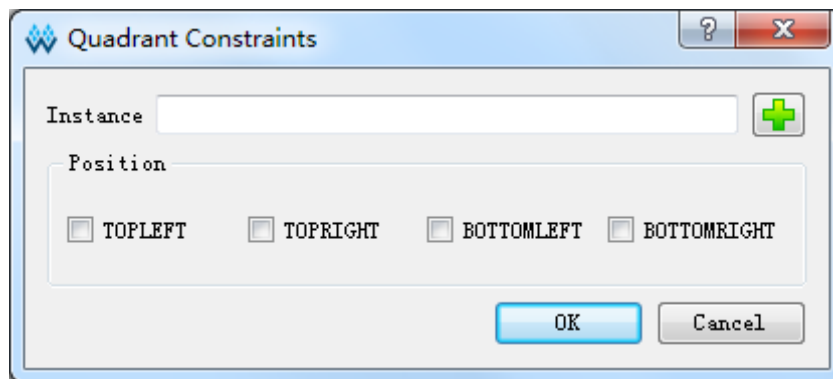 Quadrant Constraints
Instance
Position
TOPLEFT TOPRIGHT BOTTOMLEFT BOTTOMRIGHT
OK Cancel